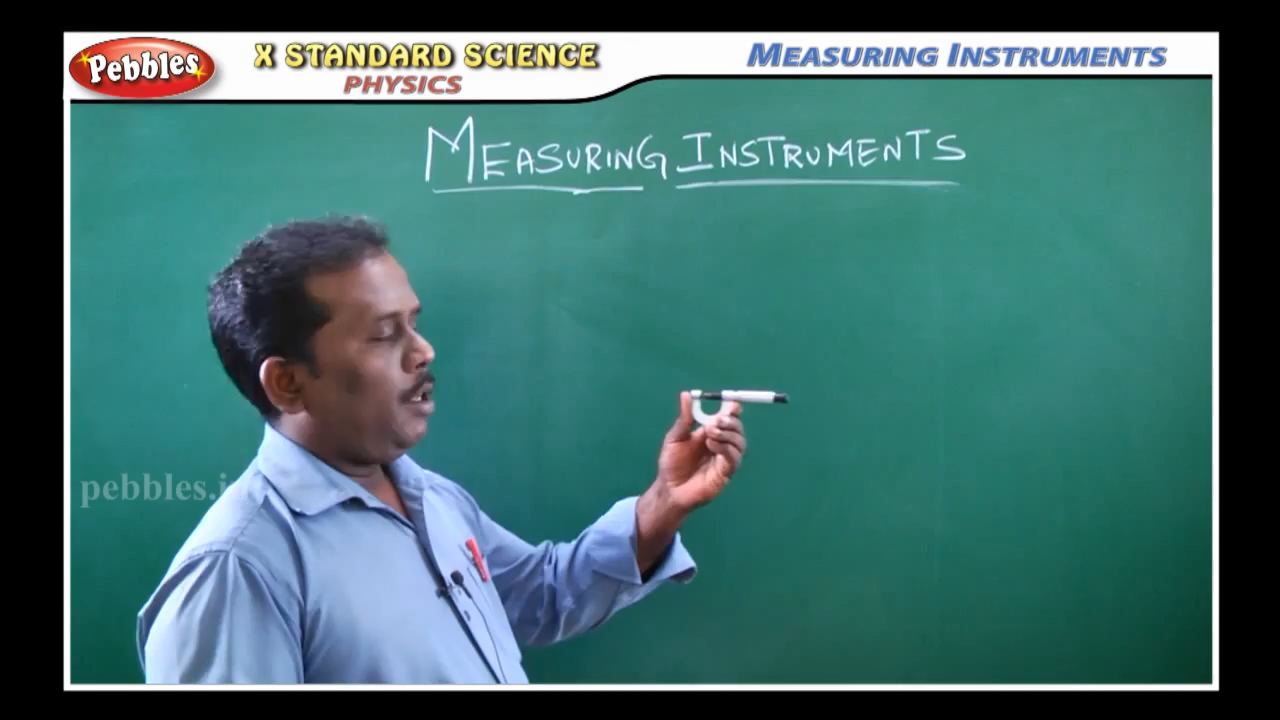 Pebbles
X STANDARD SCIENCE
PHYSICS
MEASURING INSTRUMENTS
MEASURING INSTRUMENTS
pebbles.i